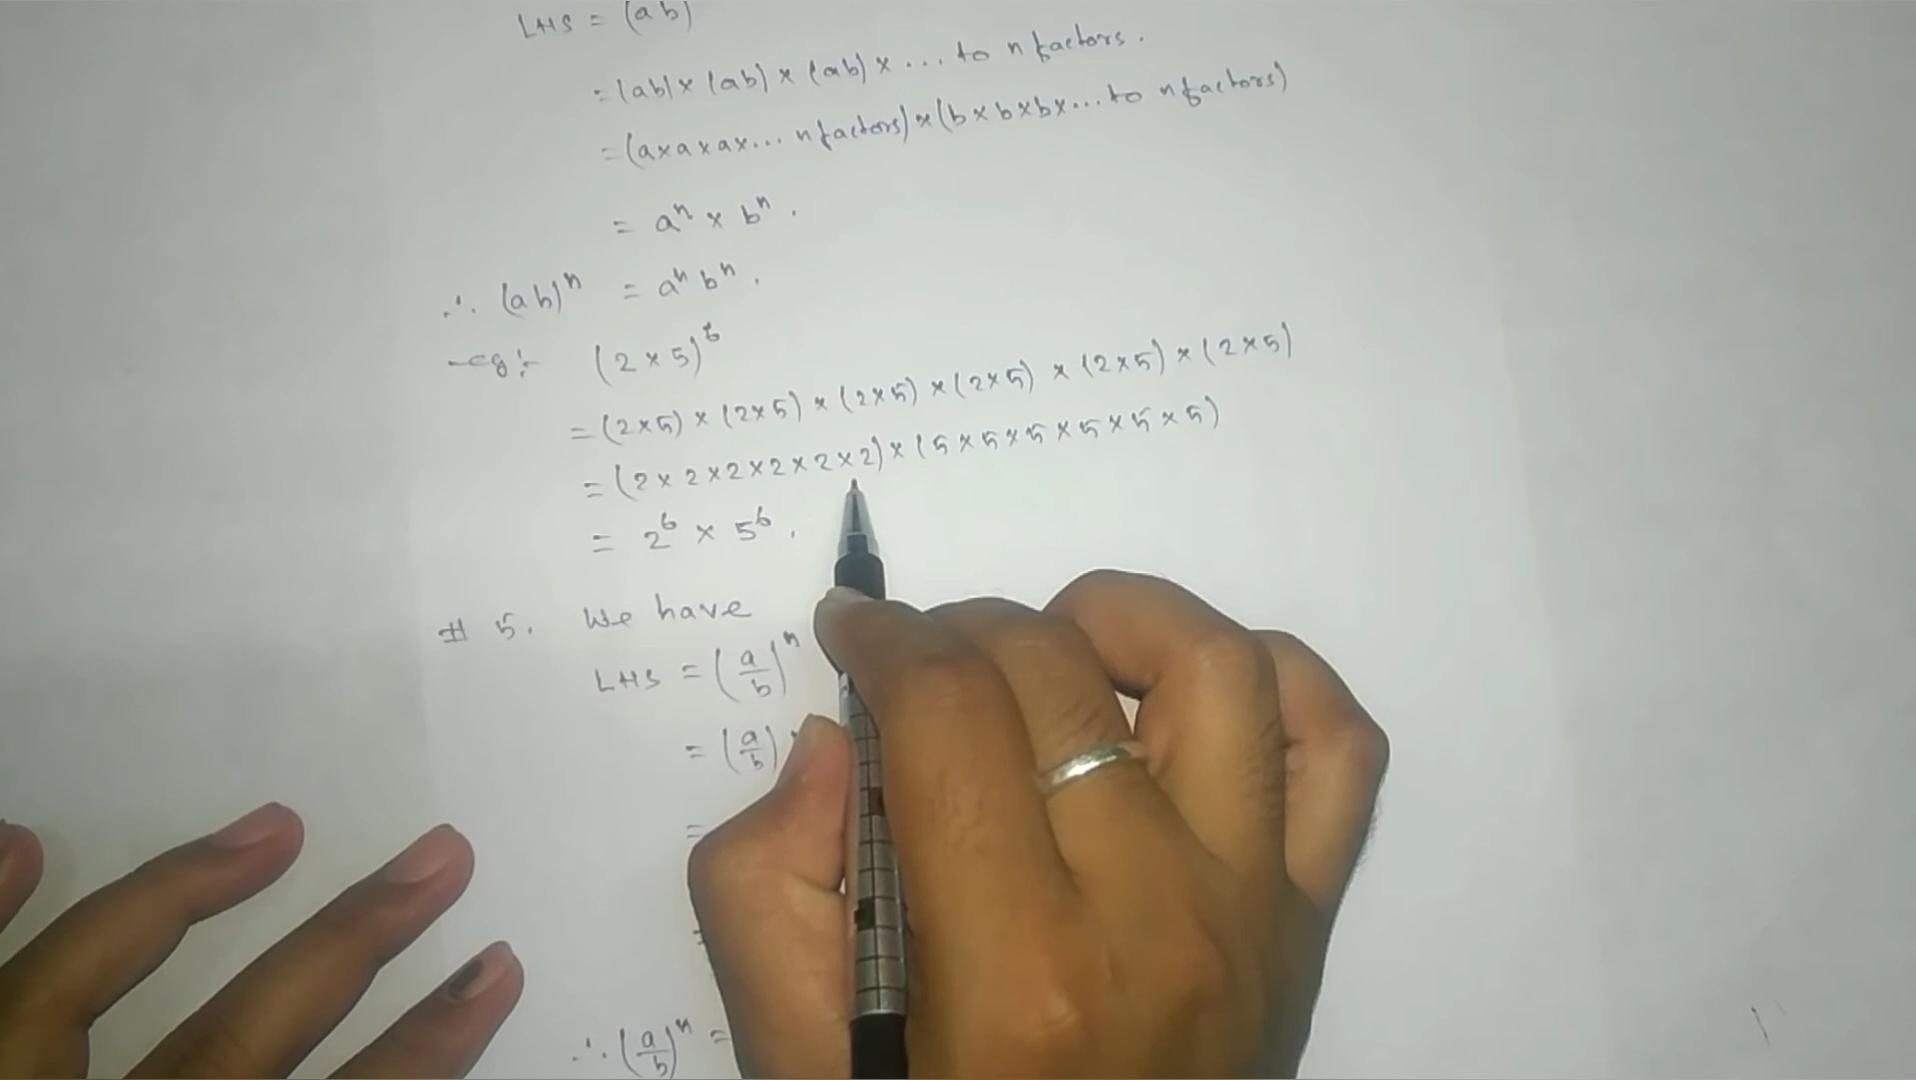 LHS = (ab)
= (ab) × (ab) × (ab) × ... to n factors.
= (a×a×a×... n factors) × (b×b×b×... to n factors)
= aⁿ × bⁿ.
∴ (ab)ⁿ = aⁿ bⁿ.
eg:- (2×5)⁶
= (2×5) × (2×5) × (2×5) × (2×5) × (2×5) × (2×5)
= (2×2×2×2×2×2) × (5×5×5×5×5×5)
= 2⁶ × 5⁶.
# 5. We have
LHS = (a/b)ⁿ
= (a/b)
=
=
∴ (a/b)ⁿ =